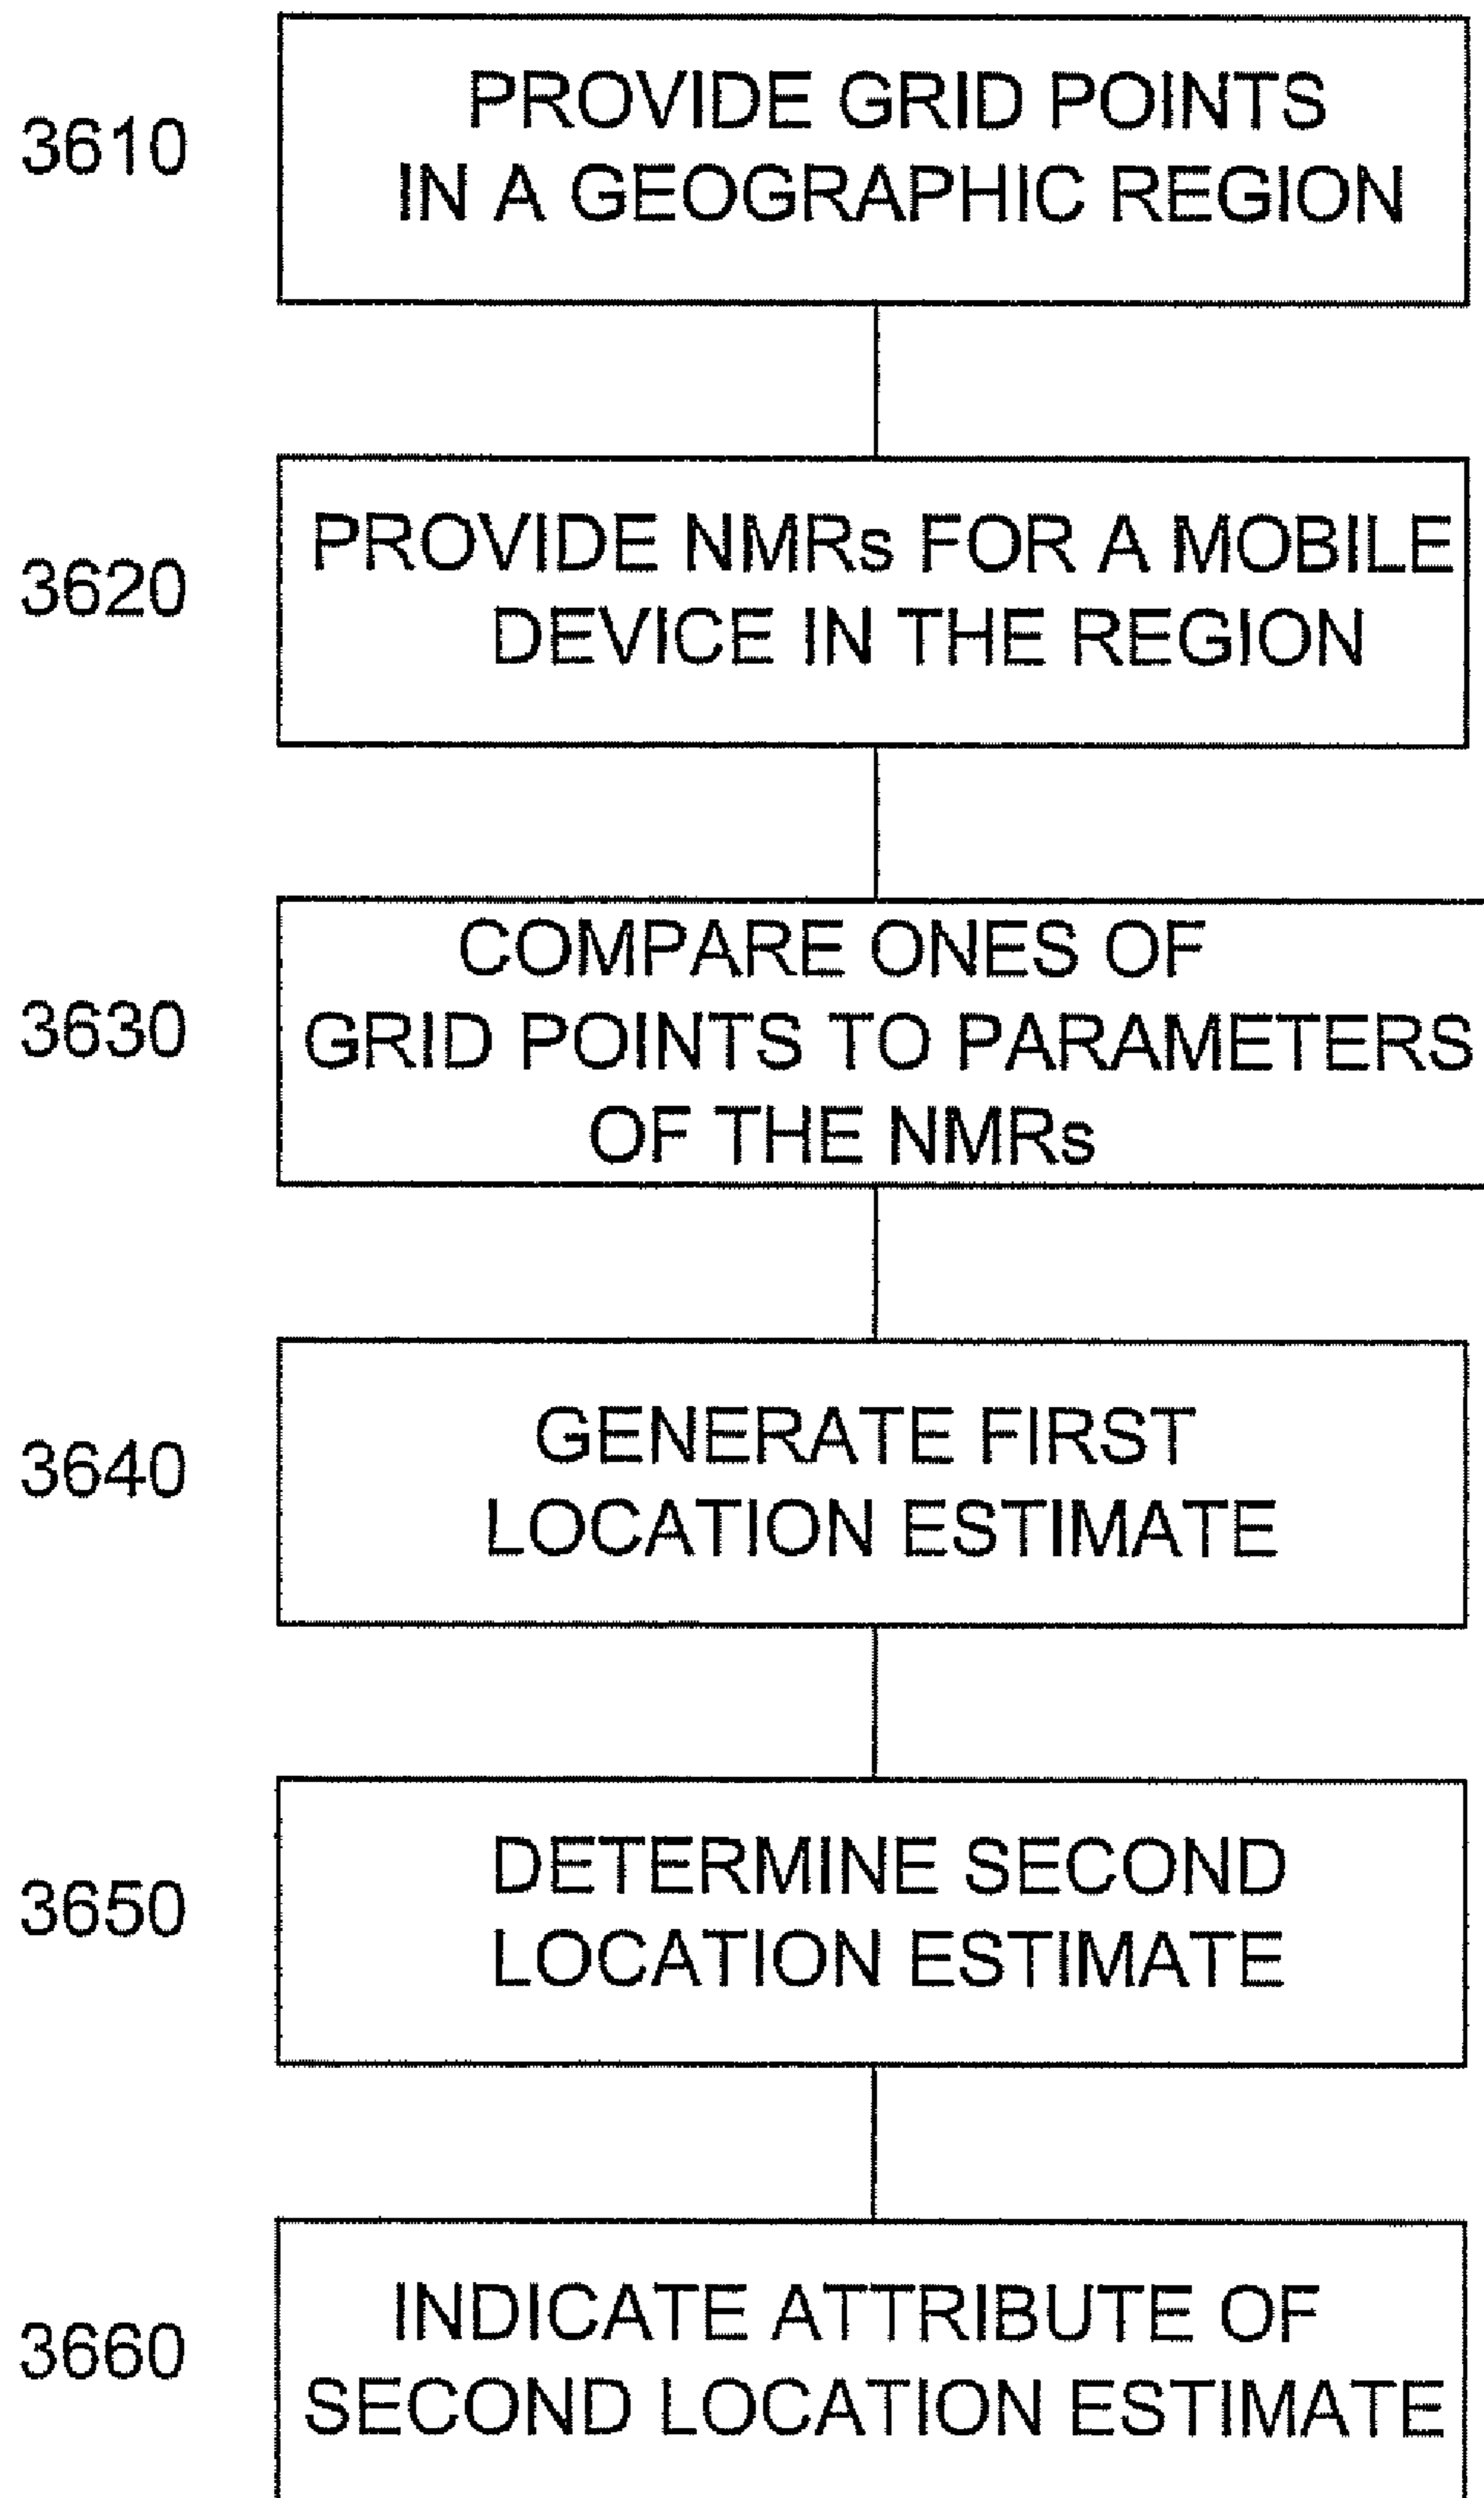 3610
PROVIDE GRID POINTS
IN A GEOGRAPHIC REGION
3620
PROVIDE NMRs FOR A MOBILE
DEVICE IN THE REGION
3630
COMPARE ONES OF
GRID POINTS TO PARAMETERS
OF THE NMRs
3640
GENERATE FIRST
LOCATION ESTIMATE
3650
DETERMINE SECOND
LOCATION ESTIMATE
3660
INDICATE ATTRIBUTE OF
SECOND LOCATION ESTIMATE